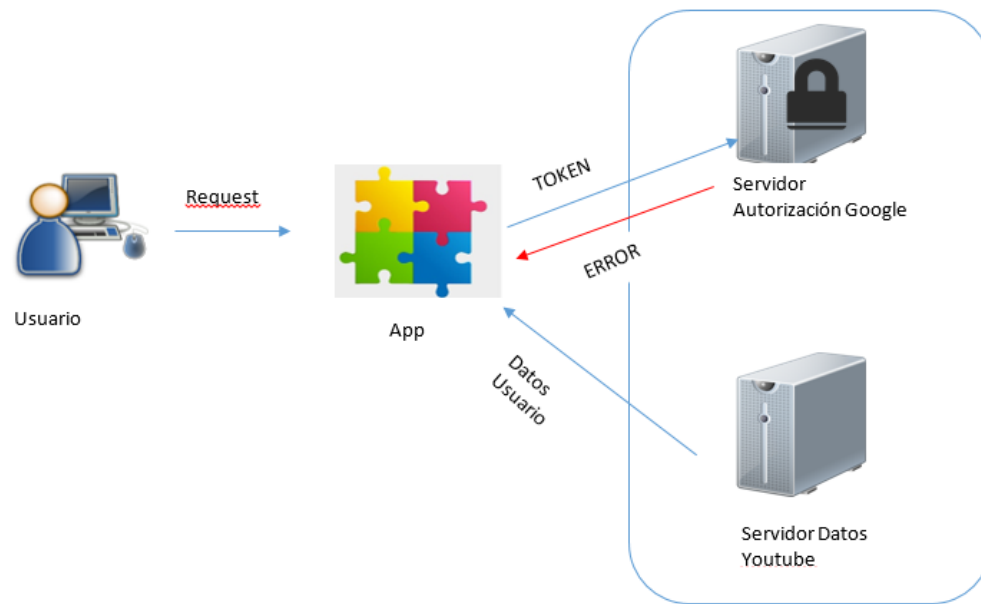 Request
Usuario
App
TOKEN
ERROR
Servidor
Autorización Google
Datos
Usuario
Servidor Datos
Youtube